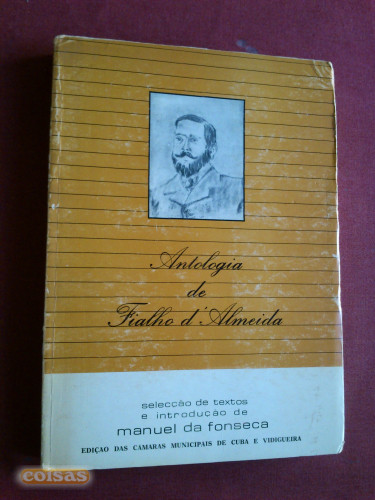 Antologia
de
Fialho d'Almeida
selecção de textos
e introdução de
manuel da fonseca
EDIÇAO DAS CAMARAS MUNICIPAIS DE CUBA E VIDIGUEIRA
coisas